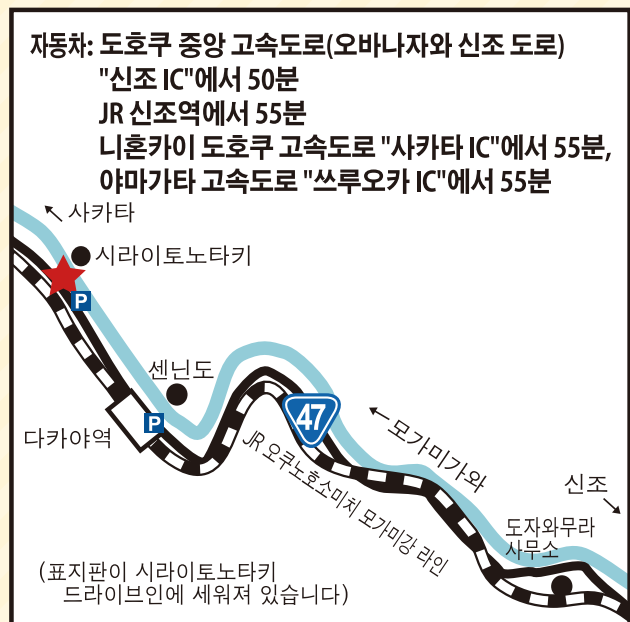 자동차: 도호쿠 중앙 고속도로(오바나자와 신조 도로)
"신조 IC"에서 50분
JR 신조역에서 55분
니혼카이 도호쿠 고속도로 "사카타 IC"에서 55분,
야마가타 고속도로 "쓰루오카 IC"에서 55분
사카타
시라이토노타키
P
센닌도
P
47
다카야역
모가미가와
JR 오쿠노호소미치 모가미강 라인
신조
도자와무라
사무소
(표지판이 시라이토노타키
드라이브인에 세워져 있습니다)